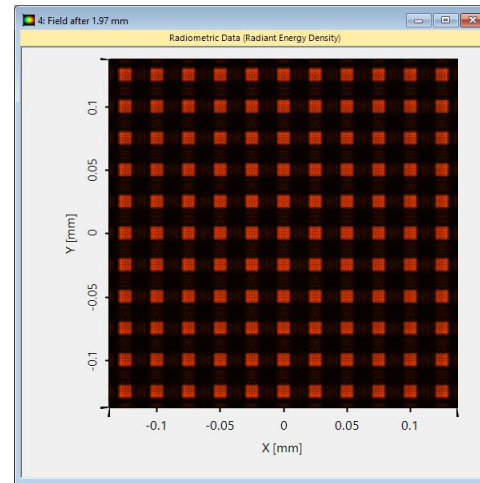 4: Field after 1.97 mm
Radiometric Data (Radiant Energy Density)
0.1
0.05
0
-0.05
-0.1
Y [mm]
-0.1 -0.05 0 0.05 0.1
X [mm]